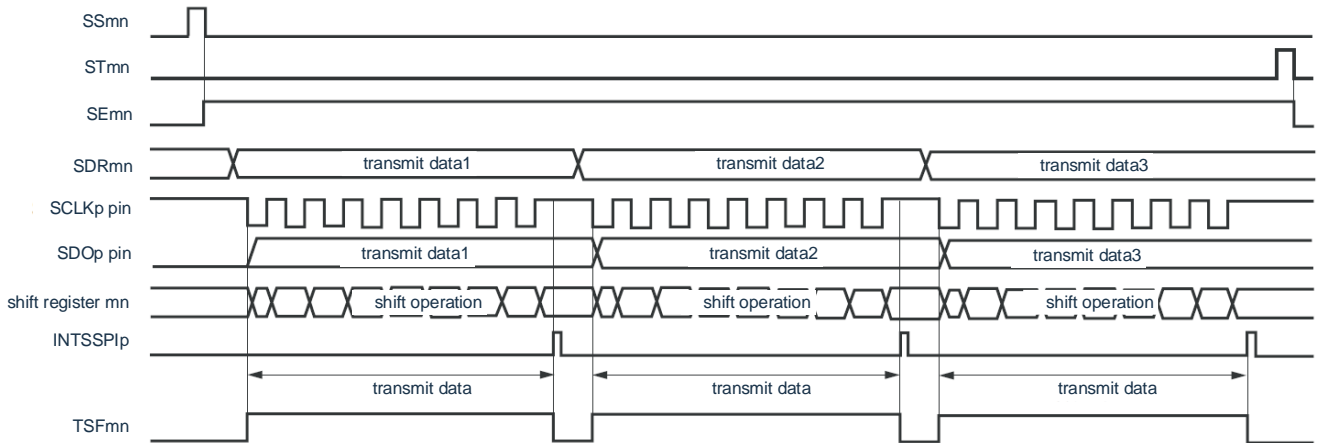 SSmn
STmn
SEmn
SDRmn transmit data1 transmit data2 transmit data3
SCLKp pin
SDOp pin transmit data1 transmit data2 transmit data3
shift register mn shift operation shift operation shift operation
INTSSPIp
transmit data transmit data transmit data
TSFmn